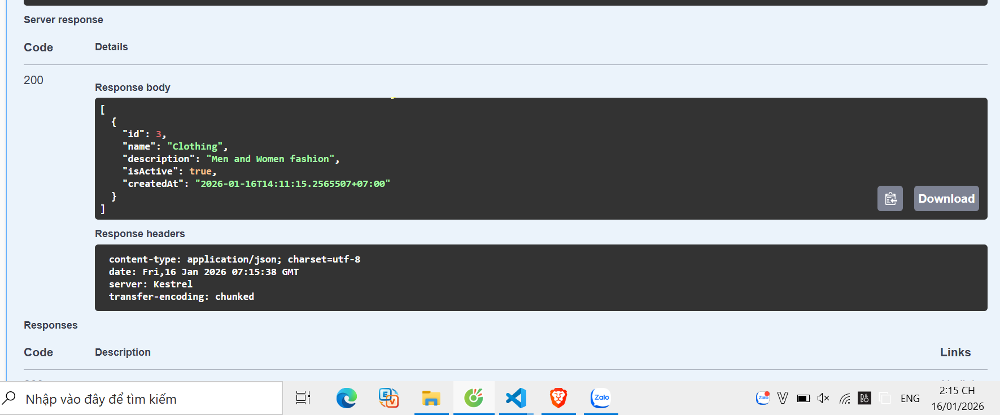 Server response
Code Details
200
Response body
[
{
"id": 3,
"name": "Clothing",
"description": "Men and Women fashion",
"isActive": true,
"createdAt": "2026-01-16T14:11:15.2565507+07:00"
}
]
Download
Response headers
content-type: application/json; charset=utf-8
date: Fri,16 Jan 2026 07:15:38 GMT
server: Kestrel
transfer-encoding: chunked
Responses
Code Description Links
Nhập vào đây để tìm kiếm
Zalo
Zalo
BỘ
ENG
2:15 CH
16/01/2026